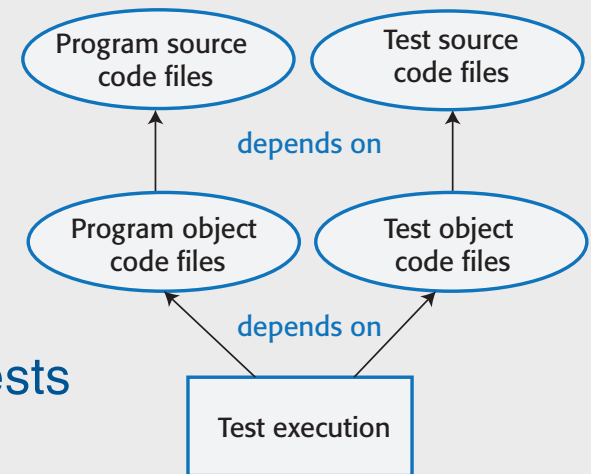 Program source
code files
Test source
code files
depends on
Program object
code files
Test object
code files
depends on
Test execution